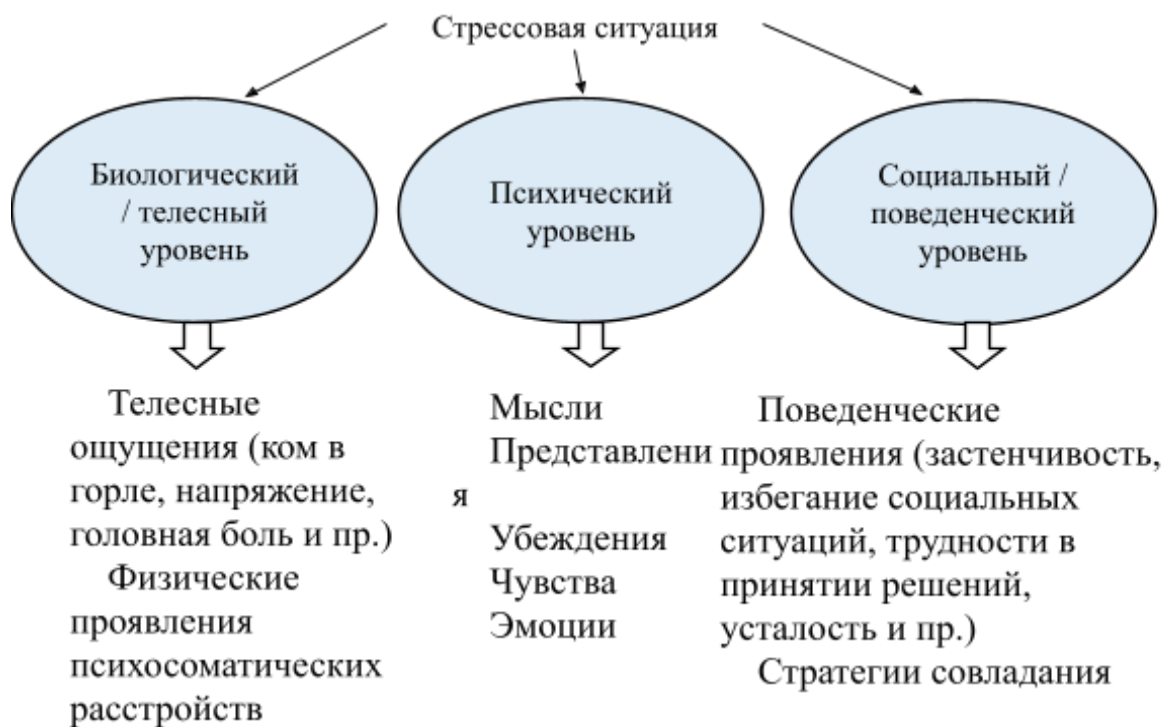 Стрессовая ситуация
Биологический
/ телесный
уровень
Психический
уровень
Социальный /
поведенческий
уровень
Телесные
ощущения (ком в
горле, напряжение,
головная боль и пр.)
Физические
проявления
психосоматических
расстройств
Мысли
Представлени
я
Убеждения
Чувства
Эмоции
Поведенческие
проявления (застенчивость,
избегание социальных
ситуаций, трудности в
принятии решений,
усталость и пр.)
Стратегии совладания